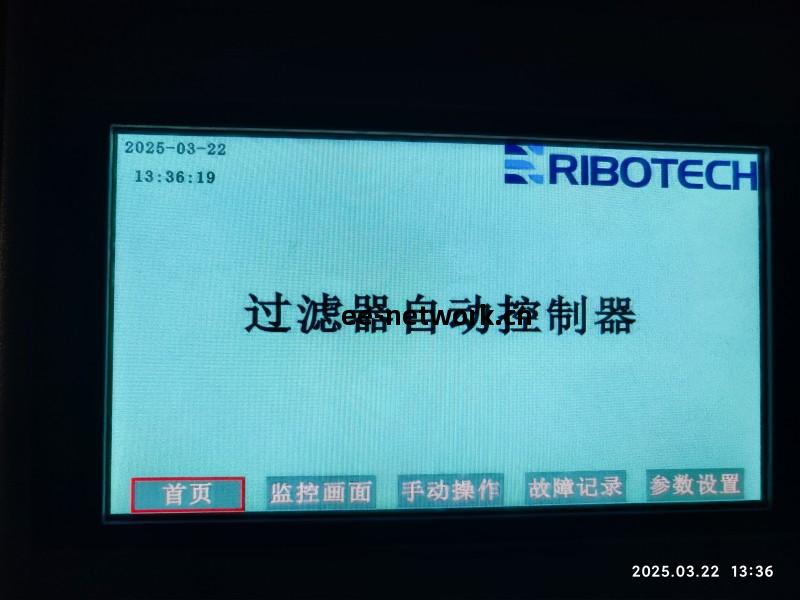 2025-03-22
RIBOTECH
13:36:19
过滤器自动控制器
ee-network.cn
首页
监控画面
手动操作
故障记录
参数设置
2025.03.22 13:36